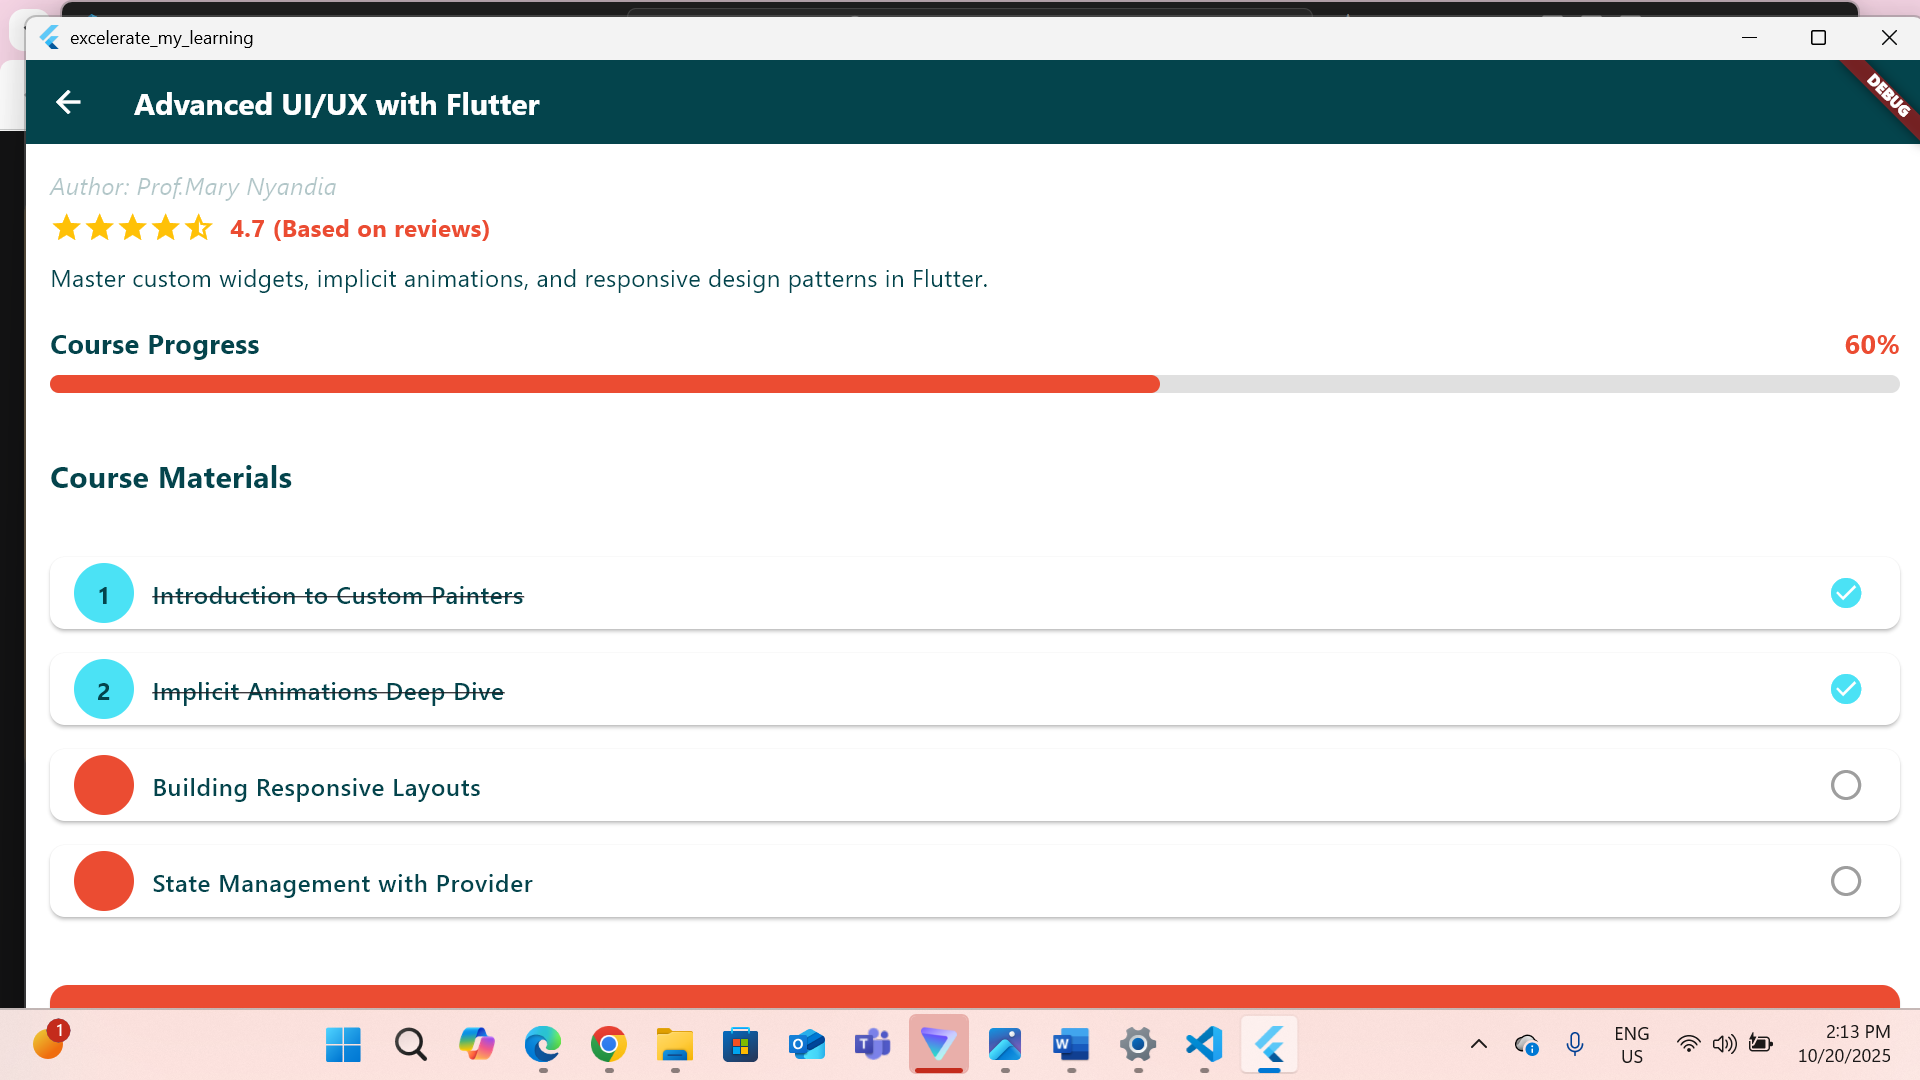 excelerate_my_learning
DEBUG
Advanced UI/UX with Flutter
Author: Prof.Mary Nyandia
4.7 (Based on reviews)
Master custom widgets, implicit animations, and responsive design patterns in Flutter.
Course Progress
60%
Course Materials
1
Introduction to Custom Painters
2
Implicit Animations Deep Dive
Building Responsive Layouts
State Management with Provider
1
ENG
US
2:13 PM
10/20/2025